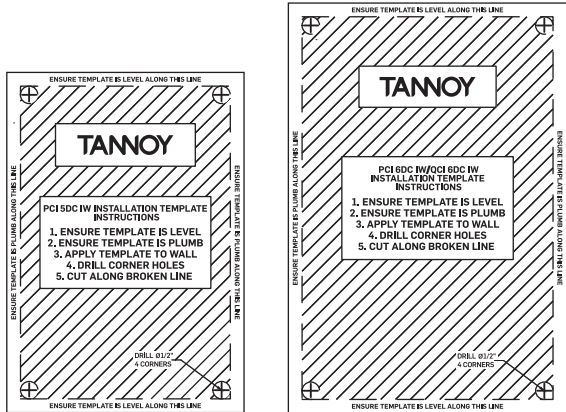 ENSURE TEMPLATE IS LEVEL ALONG THIS LINE
ENSURE TEMPLATE IS PLUMB ALONG THIS LINE
TANNOY
PCI 5DC IW INSTALLATION TEMPLATE
INSTRUCTIONS
1. ENSURE TEMPLATE IS LEVEL
2. ENSURE TEMPLATE IS PLUMB
3. APPLY TEMPLATE TO WALL
4. DRILL CORNER HOLES
5. CUT ALONG BROKEN LINE
ENSURE TEMPLATE IS PLUMB ALONG THIS LINE
DRILL Ø1/2"
4 CORNERS
ENSURE TEMPLATE IS LEVEL ALONG THIS LINE
ENSURE TEMPLATE IS LEVEL ALONG THIS LINE
ENSURE TEMPLATE IS PLUMB ALONG THIS LINE
TANNOY
PCI 6DC IW/QCI 6DC IW
INSTALLATION TEMPLATE
INSTRUCTIONS
1. ENSURE TEMPLATE IS LEVEL
2. ENSURE TEMPLATE IS PLUMB
3. APPLY TEMPLATE TO WALL
4. DRILL CORNER HOLES
5. CUT ALONG BROKEN LINE
ENSURE TEMPLATE IS PLUMB ALONG THIS LINE
DRILL Ø1/2"
4 CORNERS
ENSURE TEMPLATE IS LEVEL ALONG THIS LINE